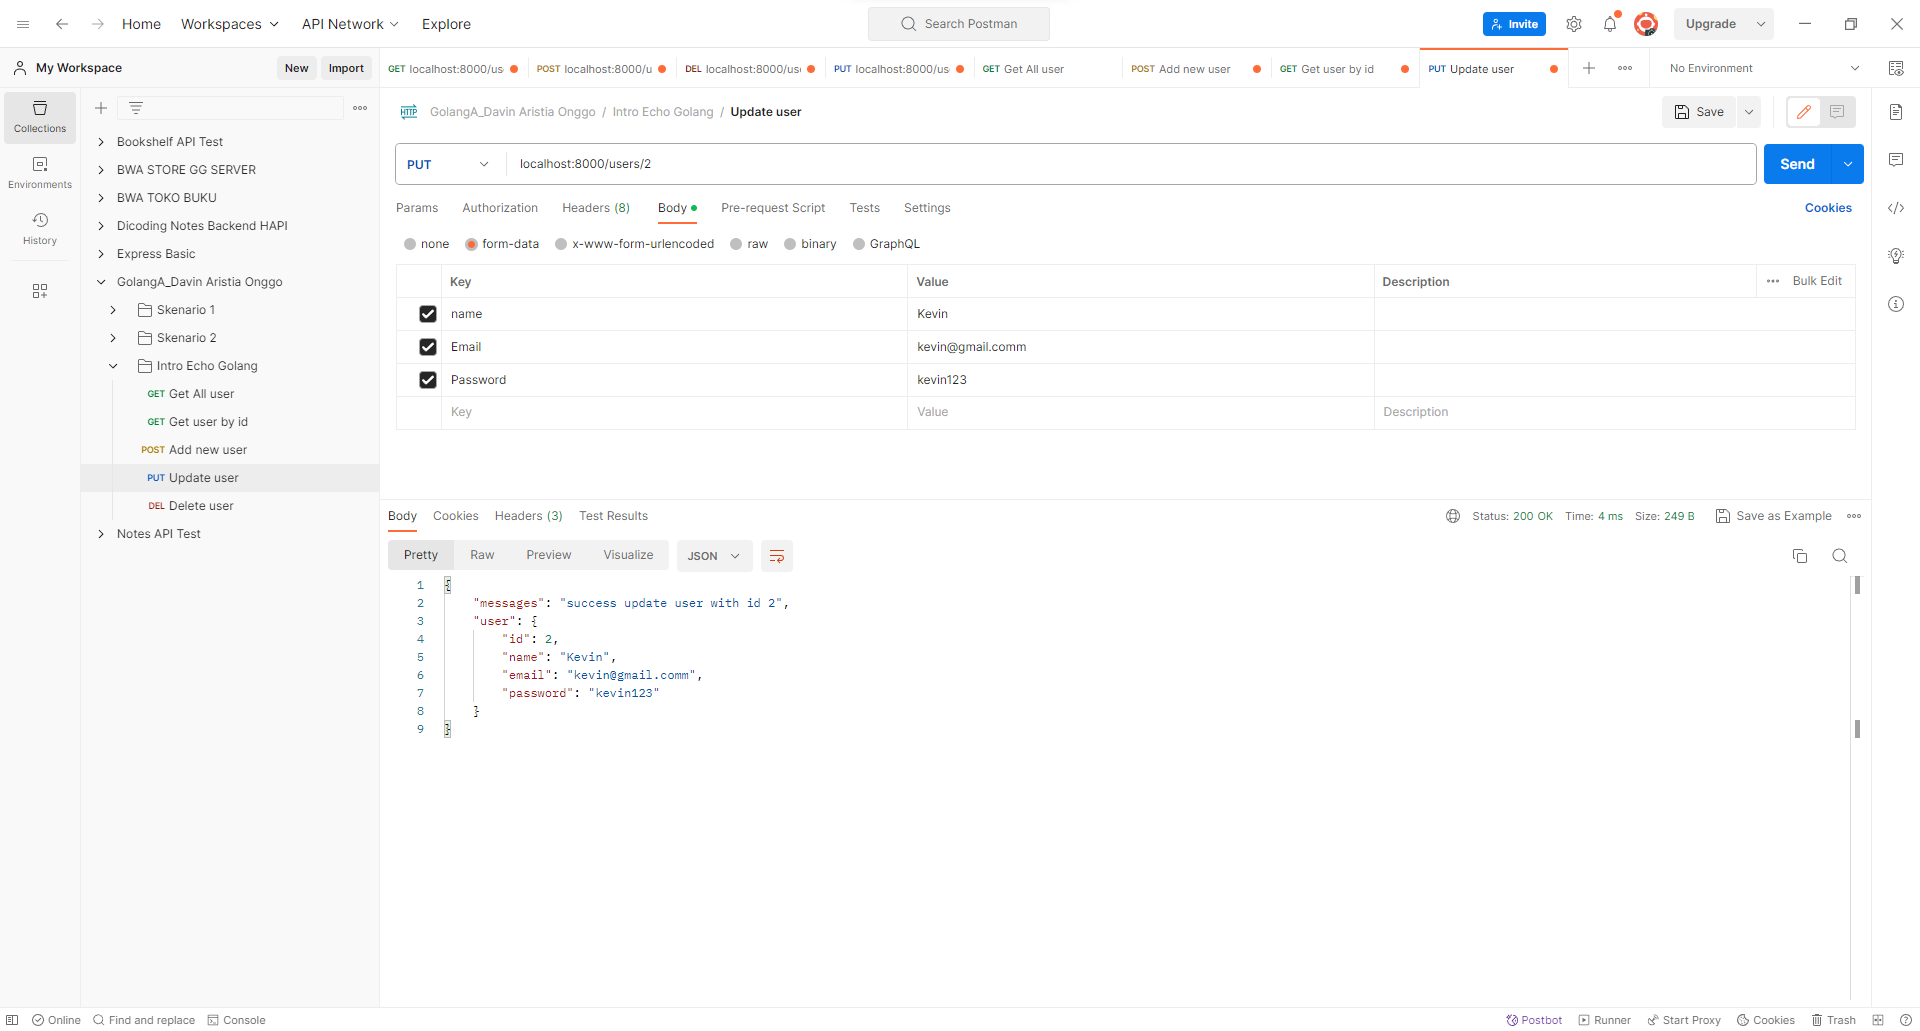 Home Workspaces API Network Explore Search Postman Invite Upgrade
My Workspace New Import
GET localhost:8000/us POST localhost:8000/u DEL localhost:8000/us PUT localhost:8000/us GET Get All user POST Add new user GET Get user by id PUT Update user No Environment
Collections
Environments
History
Bookshelf API Test
BWA STORE GG SERVER
BWA TOKO BUKU
Dicoding Notes Backend HAPI
Express Basic
GolangA_Davin Aristia Onggo
Skenario 1
Skenario 2
Intro Echo Golang
GET Get All user
GET Get user by id
POST Add new user
PUT Update user
DEL Delete user
Notes API Test
HTTP GolangA_Davin Aristia Onggo / Intro Echo Golang / Update user Save
PUT localhost:8000/users/2 Send
Params Authorization Headers (8) Body Pre-request Script Tests Settings Cookies
none form-data x-www-form-urlencoded raw binary GraphQL
Key Value Description Bulk Edit
name Kevin
Email kevin@gmail.comm
Password kevin123
Key Value Description
Body Cookies Headers (3) Test Results Status: 200 OK Time: 4 ms Size: 249 B Save as Example
Pretty Raw Preview Visualize JSON
1 {
2 "messages": "success update user with id 2",
3 "user": {
4 "id": 2,
5 "name": "Kevin",
6 "email": "kevin@gmail.comm",
7 "password": "kevin123"
8 }
9 }
Online Find and replace Console Postbot Runner Start Proxy Cookies Trash